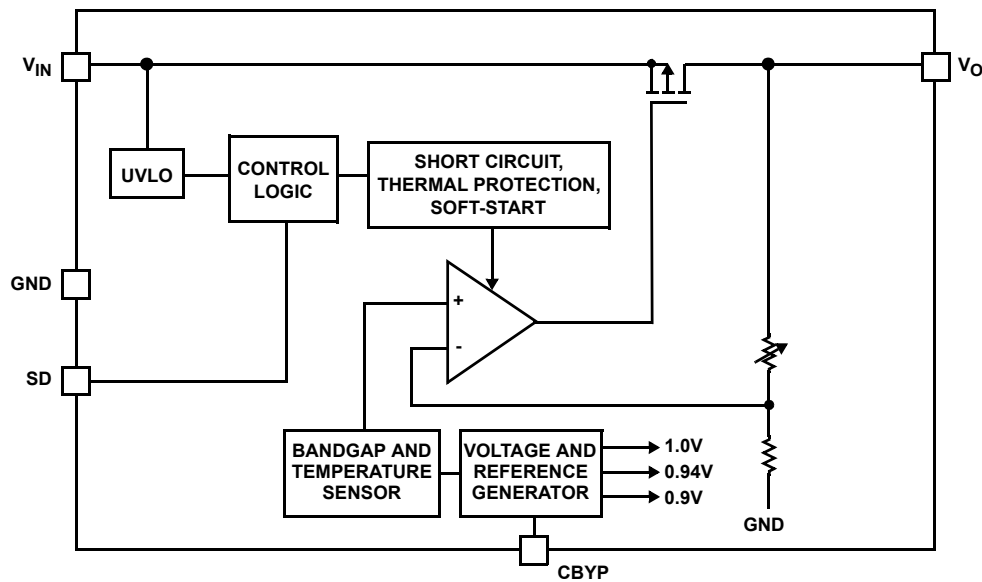 VIN
VO
UVLO
CONTROL
LOGIC
SHORT CIRCUIT,
THERMAL PROTECTION,
SOFT-START
GND
+
-
SD
BANDGAP AND
TEMPERATURE
SENSOR
VOLTAGE AND
REFERENCE
GENERATOR
1.0V
0.94V
0.9V
GND
CBYP